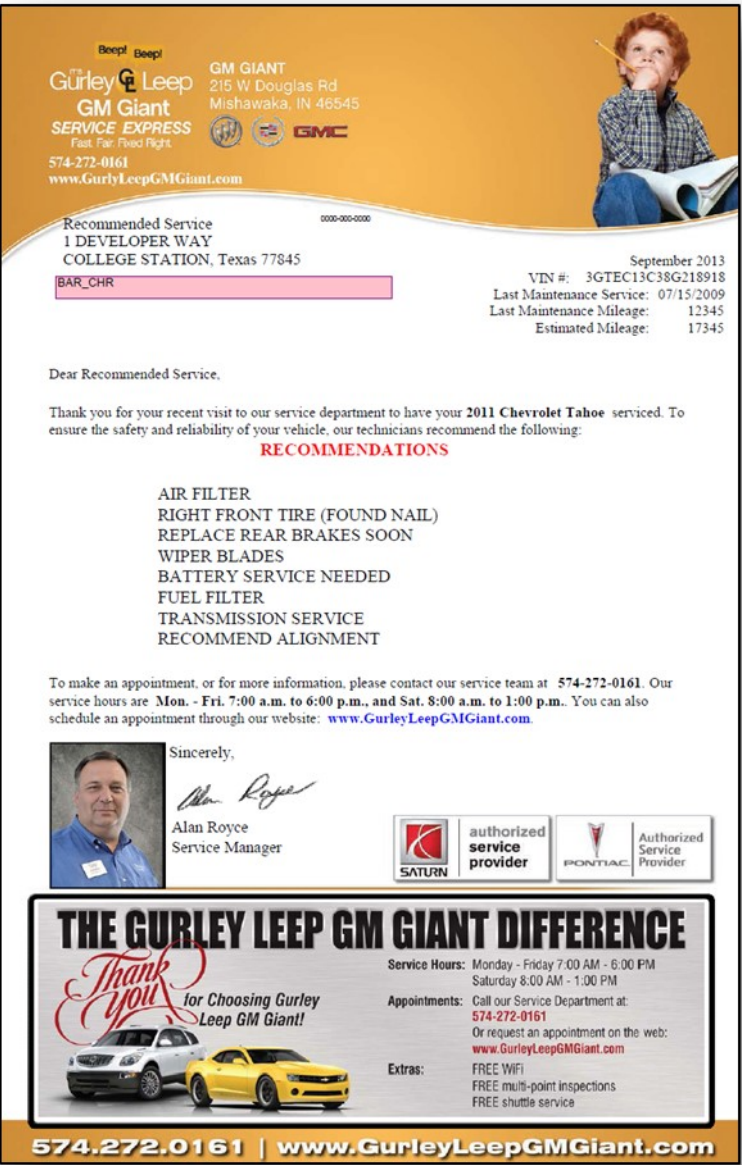 Beep! Beep!
IT'S
Gurley GL Leep
GM Giant
SERVICE EXPRESS
Fast. Fair. Fixed Right.
574-272-0161
www.GurlyLeepGMGiant.com
GM GIANT
215 W Douglas Rd
Mishawaka, IN 46545
GMC
Recommended Service
0000-000-0000
1 DEVELOPER WAY
COLLEGE STATION, Texas 77845
BAR_CHR
September 2013
VIN #: 3GTEC13C38G218918
Last Maintenance Service: 07/15/2009
Last Maintenance Mileage: 12345
Estimated Mileage: 17345
Dear Recommended Service,
Thank you for your recent visit to our service department to have your 2011 Chevrolet Tahoe serviced. To
ensure the safety and reliability of your vehicle, our technicians recommend the following:
RECOMMENDATIONS
AIR FILTER
RIGHT FRONT TIRE (FOUND NAIL)
REPLACE REAR BRAKES SOON
WIPER BLADES
BATTERY SERVICE NEEDED
FUEL FILTER
TRANSMISSION SERVICE
RECOMMEND ALIGNMENT
To make an appointment, or for more information, please contact our service team at 574-272-0161. Our
service hours are Mon. - Fri. 7:00 a.m. to 6:00 p.m., and Sat. 8:00 a.m. to 1:00 p.m.. You can also
schedule an appointment through our website: www.GurleyLeepGMGiant.com.
Sincerely,
Alan Royce
Alan Royce
Service Manager
SATURN
authorized
service
provider
PONTIAC
Authorized
Service
Provider
THE GURLEY LEEP GM GIANT DIFFERENCE
Thank
you
for Choosing Gurley
Leep GM Giant!
Service Hours: Monday - Friday 7:00 AM - 6:00 PM
Saturday 8:00 AM - 1:00 PM
Appointments: Call our Service Department at:
574-272-0161
Or request an appointment on the web:
www.GurleyLeepGMGiant.com
Extras: FREE WiFi
FREE multi-point inspections
FREE shuttle service
574.272.0161 | www.GurleyLeepGMGiant.com